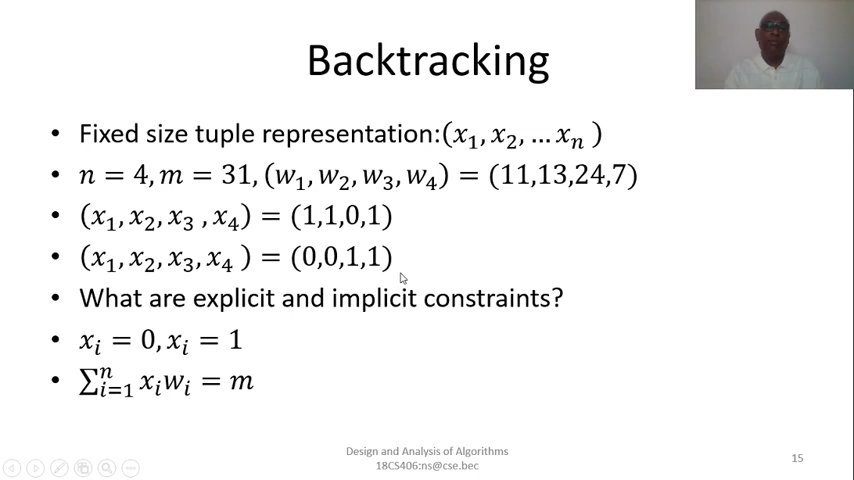 Backtracking
• Fixed size tuple representation:(x₁, x₂, … xₙ )
• n = 4, m = 31, (w₁, w₂, w₃, w₄) = (11,13,24,7)
• (x₁, x₂, x₃ , x₄) = (1,1,0,1)
• (x₁, x₂, x₃, x₄ ) = (0,0,1,1)
• What are explicit and implicit constraints?
• xᵢ = 0, xᵢ = 1
• ∑ⁿᵢ₌₁ xᵢwᵢ = m
Design and Analysis of Algorithms
18CS406:ns@cse.bec
15